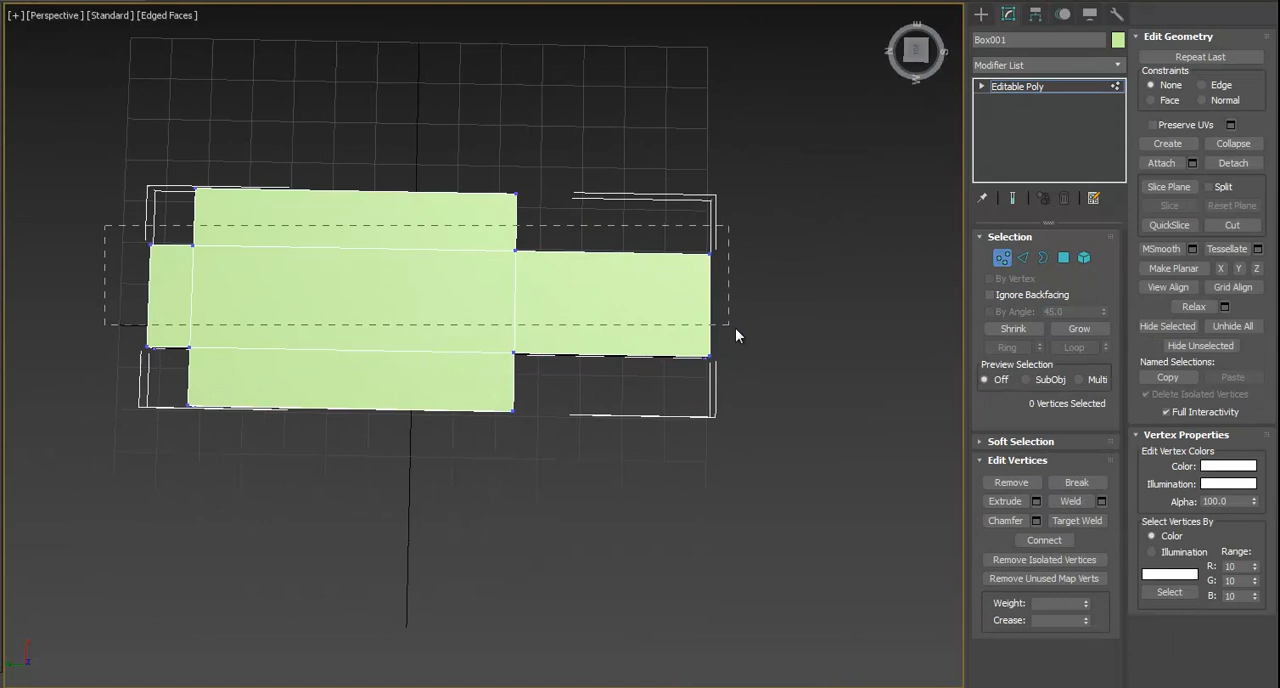 [+] [Perspective] [Standard] [Edged Faces]
E
N
S
W
Box001
Modifier List
Editable Poly
Selection
By Vertex
Ignore Backfacing
By Angle: 45.0
Shrink Grow
Ring Loop
Preview Selection
Off SubObj Multi
0 Vertices Selected
Soft Selection
Edit Vertices
Remove Break
Extrude Weld
Chamfer Target Weld
Connect
Remove Isolated Vertices
Remove Unused Map Verts
Weight:
Crease:
Edit Geometry
Repeat Last
Constraints
None Edge
Face Normal
Preserve UVs
Create Collapse
Attach Detach
Slice Plane Split
Slice Reset Plane
QuickSlice Cut
MSmooth Tessellate
Make Planar X Y Z
View Align Grid Align
Relax
Hide Selected Unhide All
Hide Unselected
Named Selections:
Copy Paste
Delete Isolated Vertices
Full Interactivity
Vertex Properties
Edit Vertex Colors
Color:
Illumination:
Alpha: 100.0
Select Vertices By
Color
Illumination Range:
R: 10
G: 10
Select B: 10